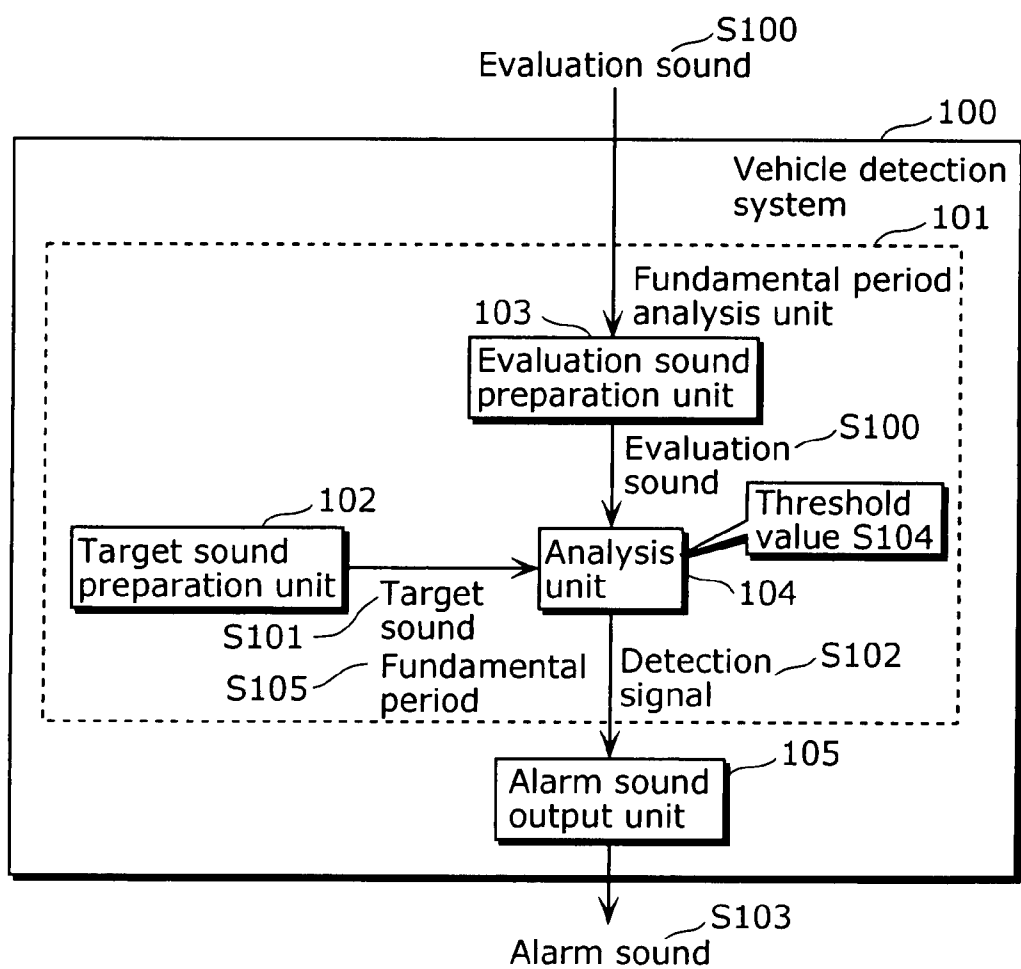 S100
Evaluation sound
100
Vehicle detection
system
101
Fundamental period
analysis unit
103
Evaluation sound
preparation unit
S100
Evaluation
sound
102
Target sound
preparation unit
Analysis
unit
Threshold
value S104
104
S101
Target
sound
S105
Fundamental
period
S102
Detection
signal
105
Alarm sound
output unit
S103
Alarm sound